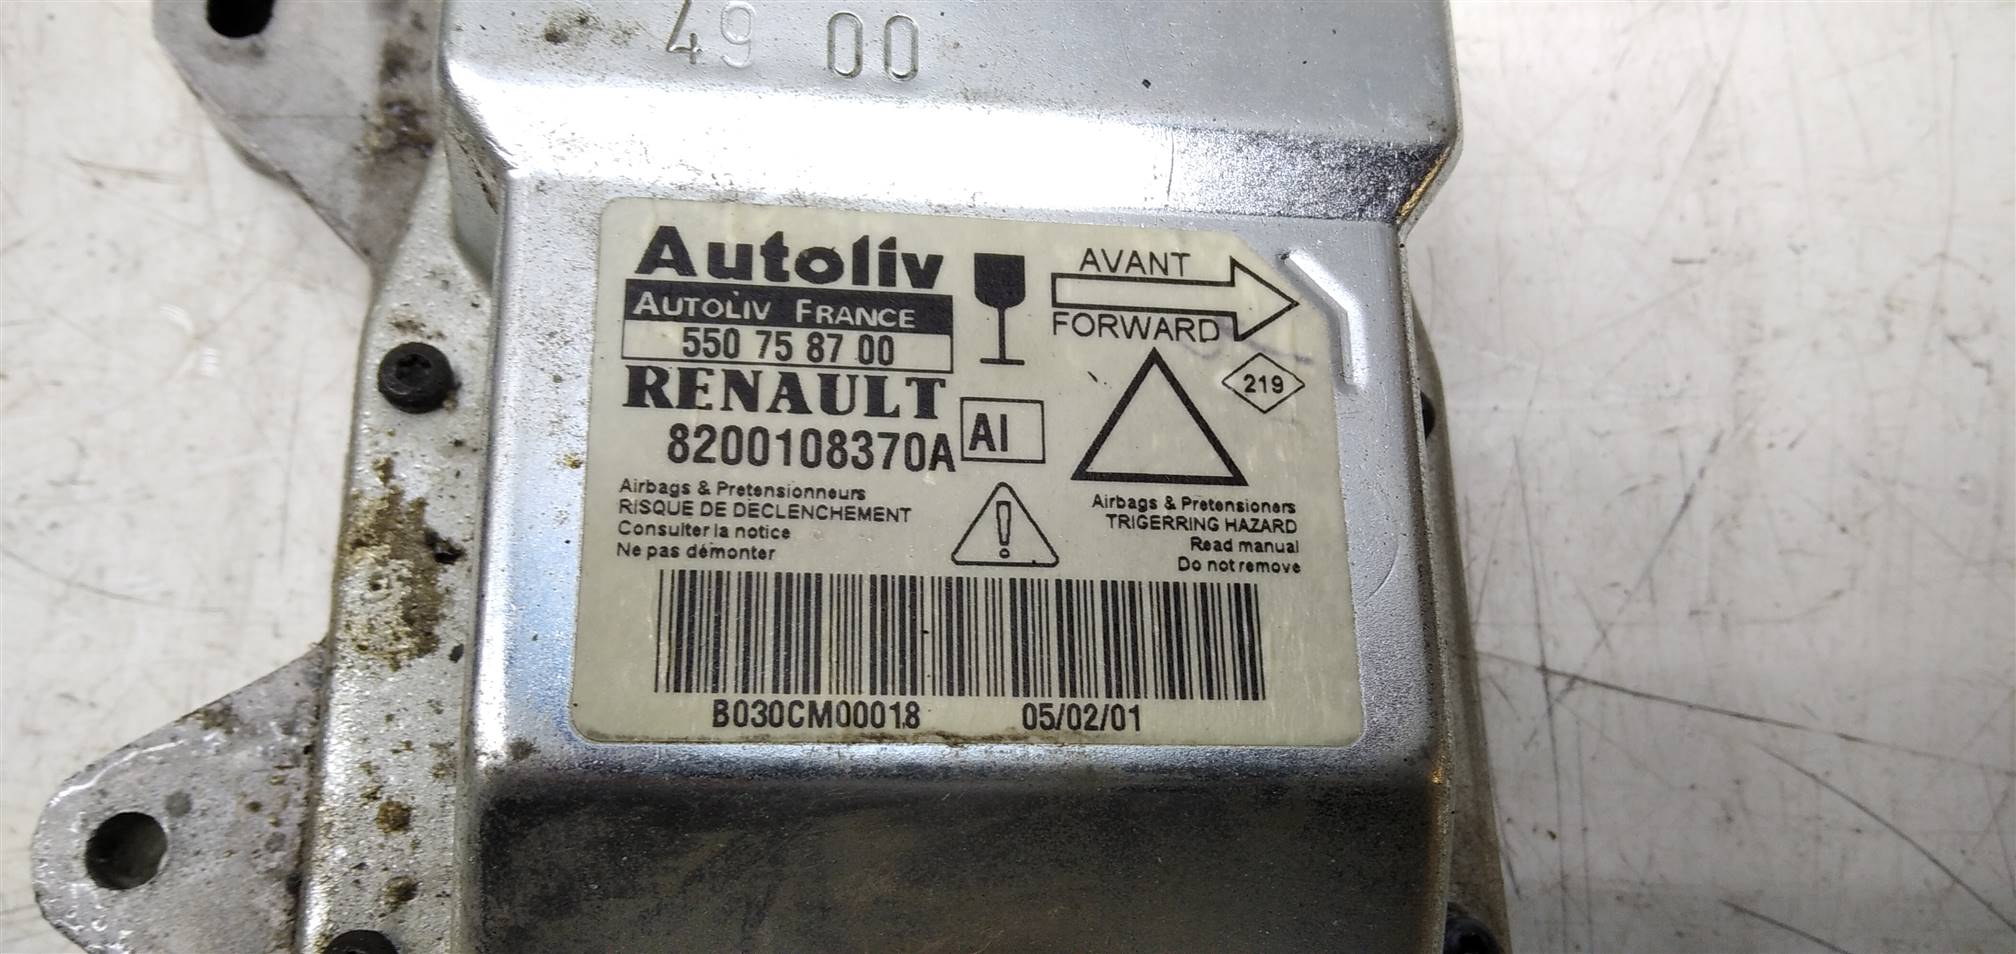 49 00
Autoliv
AUTOLIV FRANCE
550 75 87 00
RENAULT
8200108370A
AI
AVANT
FORWARD
219
Airbags & Pretensionneurs
RISQUE DE DECLENCHEMENT
Consulter la notice
Ne pas démonter
!
Airbags & Pretensioners
TRIGERRING HAZARD
Read manual
Do not remove
B030CM00018 05/02/01